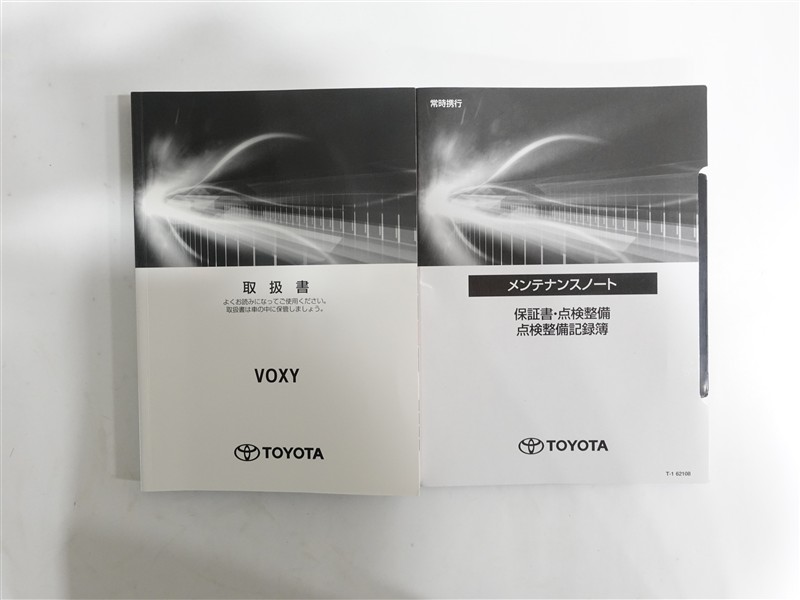 取扱書
よくお読みになってご使用ください。
取扱書は車の中に保管しましょう。
VOXY
TOYOTA
常時携行
メンテナンスノート
保証書・点検整備
点検整備記録簿
TOYOTA
T-1 62108